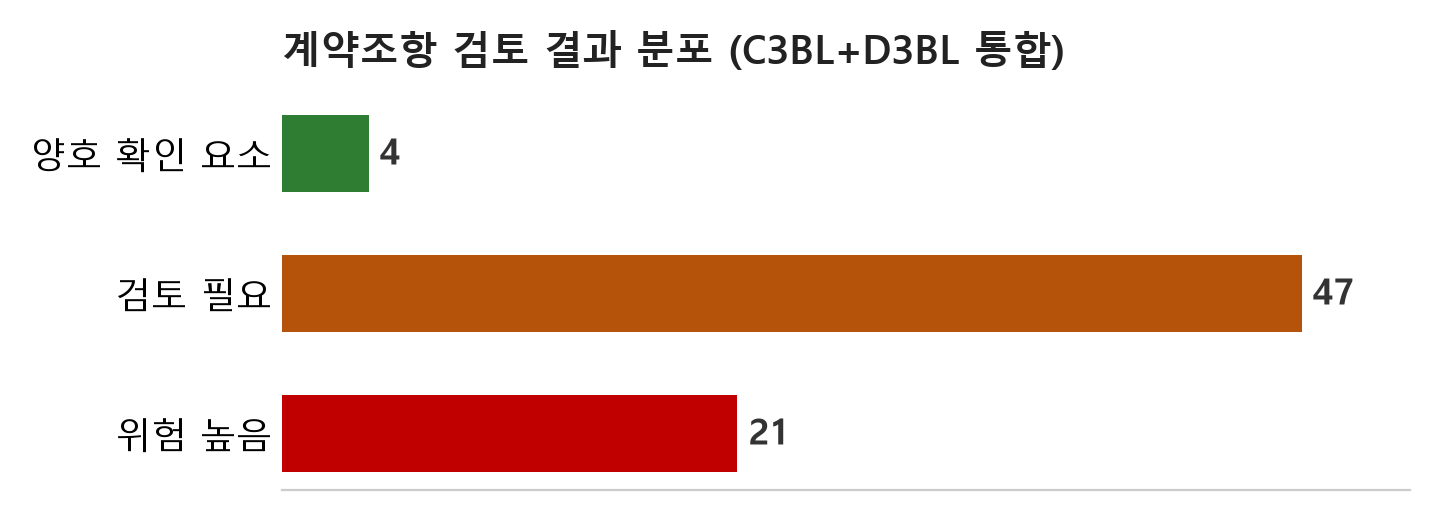 계약조항 검토 결과 분포 (C3BL+D3BL 통합)
양호 확인 요소 4
검토 필요 47
위험 높음 21